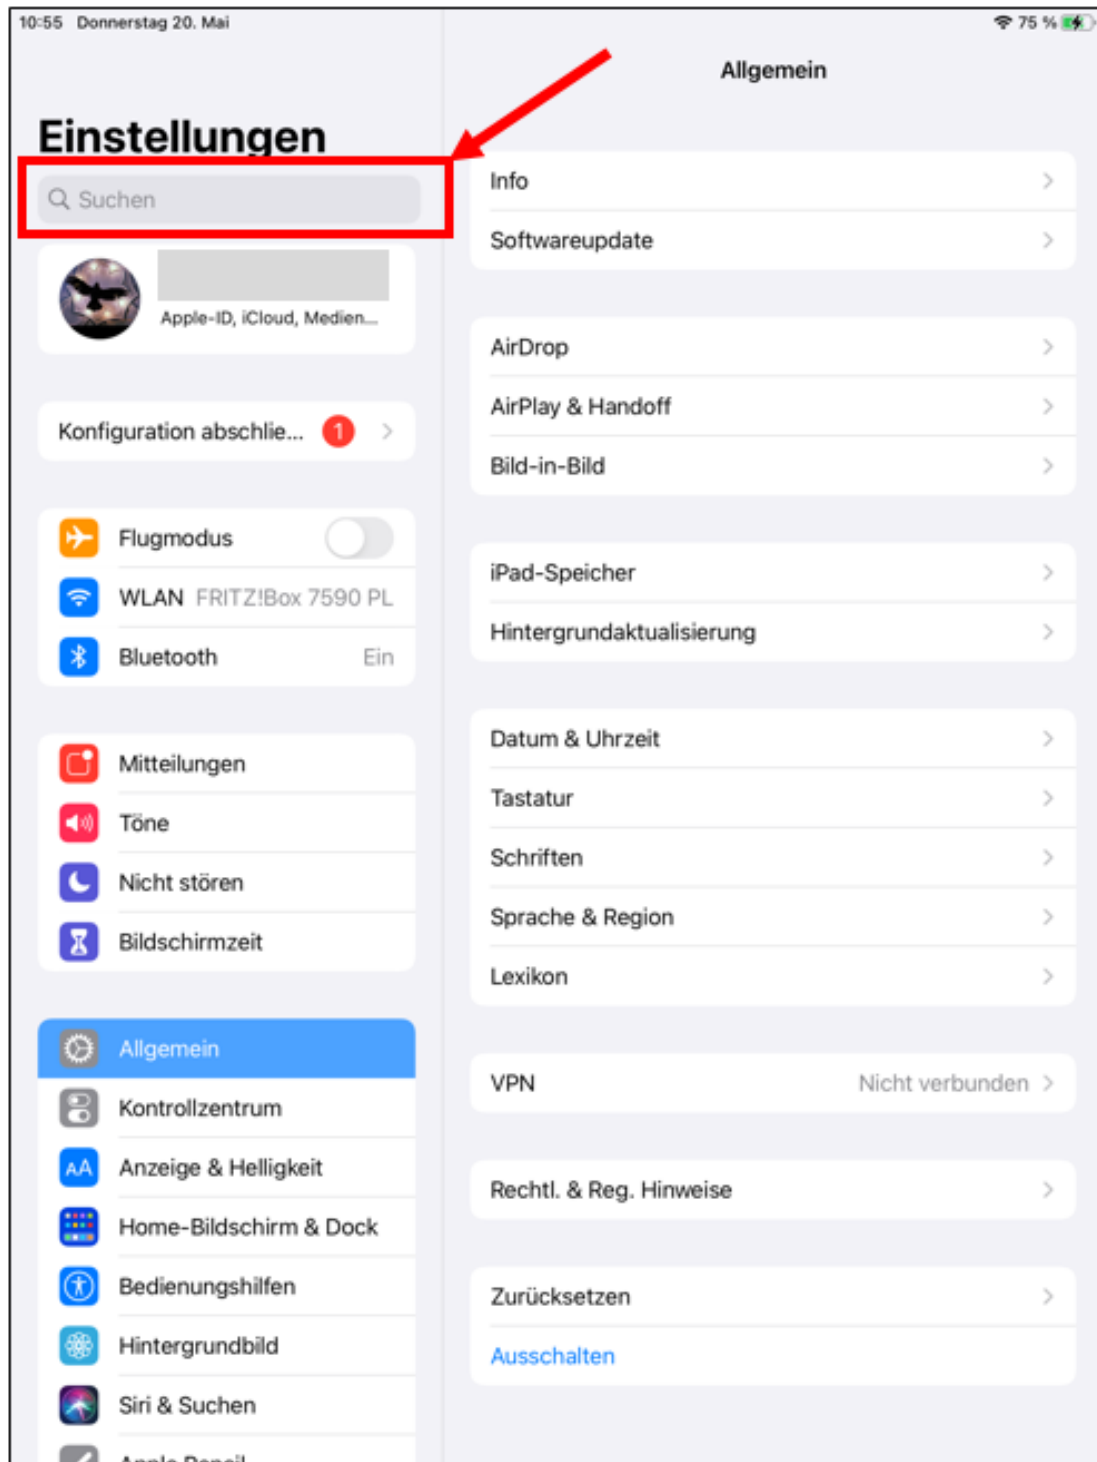 10:55 Donnerstag 20. Mai
75 %
Einstellungen
Suchen
Apple-ID, iCloud, Medien...
Konfiguration abschlie... 1
Flugmodus
WLAN FRITZ!Box 7590 PL
Bluetooth Ein
Mitteilungen
Töne
Nicht stören
Bildschirmzeit
Allgemein
Kontrollzentrum
AA Anzeige & Helligkeit
Home-Bildschirm & Dock
Bedienungshilfen
Hintergrundbild
Siri & Suchen
Apple Pencil
Allgemein
Info
Softwareupdate
AirDrop
AirPlay & Handoff
Bild-in-Bild
iPad-Speicher
Hintergrundaktualisierung
Datum & Uhrzeit
Tastatur
Schriften
Sprache & Region
Lexikon
VPN Nicht verbunden
Rechtl. & Reg. Hinweise
Zurücksetzen
Ausschalten